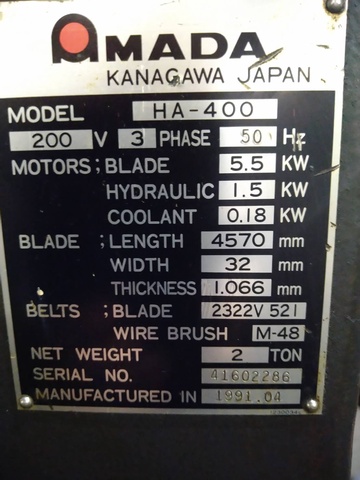 AMADA
KANAGAWA JAPAN
MODEL HA-400
200 V 3 PHASE 50 Hz
MOTORS; BLADE 5.5 KW
HYDRAULIC 1.5 KW
COOLANT 0.18 KW
BLADE; LENGTH 4570 mm
WIDTH 32 mm
THICKNESS 1.066 mm
BELTS ; BLADE 2322V 521
WIRE BRUSH M-48
NET WEIGHT 2 TON
SERIAL NO. 41602286
MANUFACTURED IN 1991.04